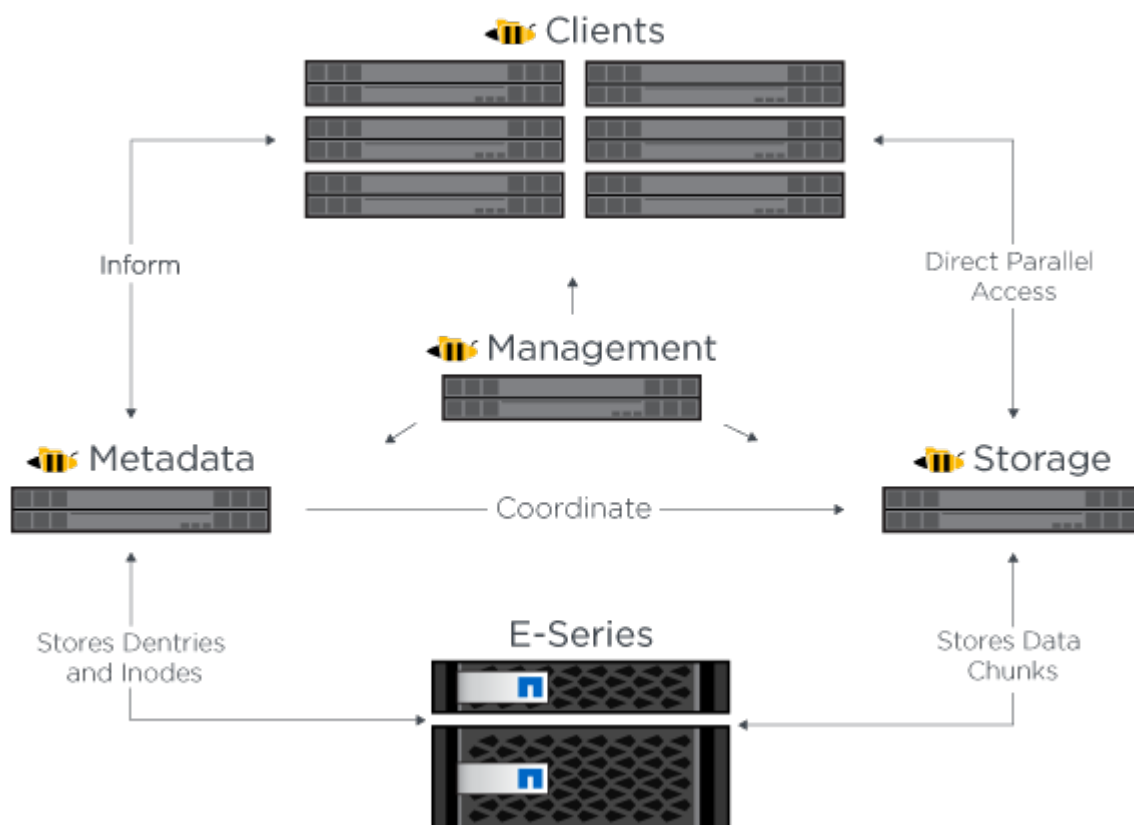 Clients
Inform
Direct Parallel
Access
Management
Metadata
Storage
Coordinate
Stores Dentries
and Inodes
E-Series
Stores Data
Chunks